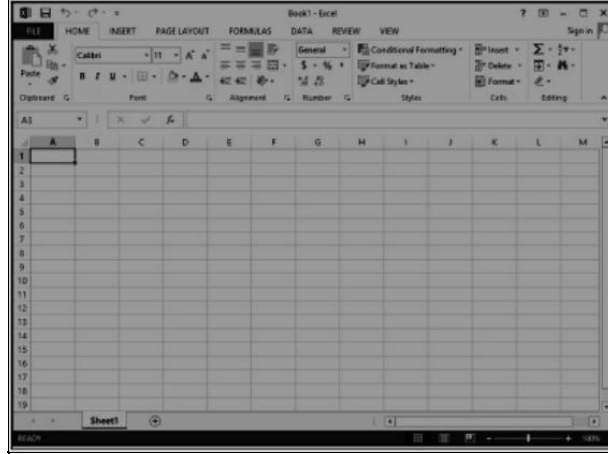 Book1 - Excel
FILE HOME INSERT PAGE LAYOUT FORMULAS DATA REVIEW VIEW Sign in
Calibri 11 General Conditional Formatting Insert
Paste B I U $ % Format as Table Delete
Cell Styles Format
Clipboard Font Alignment Number Styles Cells Editing
A1 fx
A B C D E F G H I J K L M
1
2
3
4
5
6
7
8
9
10
11
12
13
14
15
16
17
18
19
Sheet1
READY 100%